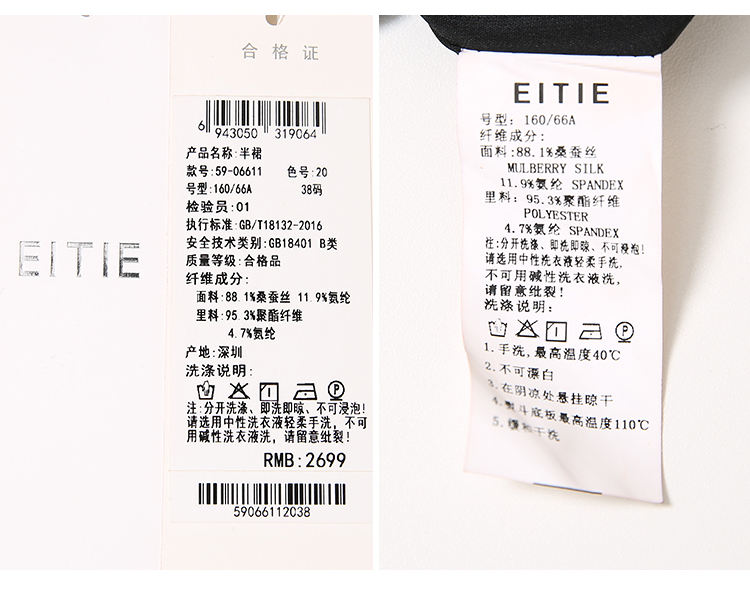 EITIE
合格证
6 943050 319064
产品名称:半裙
款号:59-06611 色号:20
号型:160/66A 38码
检验员:01
执行标准:GB/T18132-2016
安全技术类别:GB18401 B类
质量等级:合格品
纤维成分:
面料:88.1%桑蚕丝 11.9%氨纶
里料:95.3%聚酯纤维
4.7%氨纶
产地:深圳
洗涤说明:
注:分开洗涤、即洗即晾、不可浸泡!
请选用中性洗衣液轻柔手洗,不可
用碱性洗衣液洗,请留意纰裂!
RMB:2699
59066112038
EITIE
号型: 160/66A
纤维成分:
面料:88.1%桑蚕丝
MULBERRY SILK
11.9%氨纶 SPANDEX
里料:95.3%聚酯纤维
POLYESTER
4.7%氨纶 SPANDEX
注:分开洗涤、即洗即晾、不可浸泡!
请选用中性洗衣液轻柔手洗,
不可用碱性洗衣液洗,
请留意纰裂!
洗涤说明:
1.手洗,最高温度40℃
2.不可漂白
3.在阴凉处悬挂晾干
4.熨斗底板最高温度110℃
5.缓和干洗